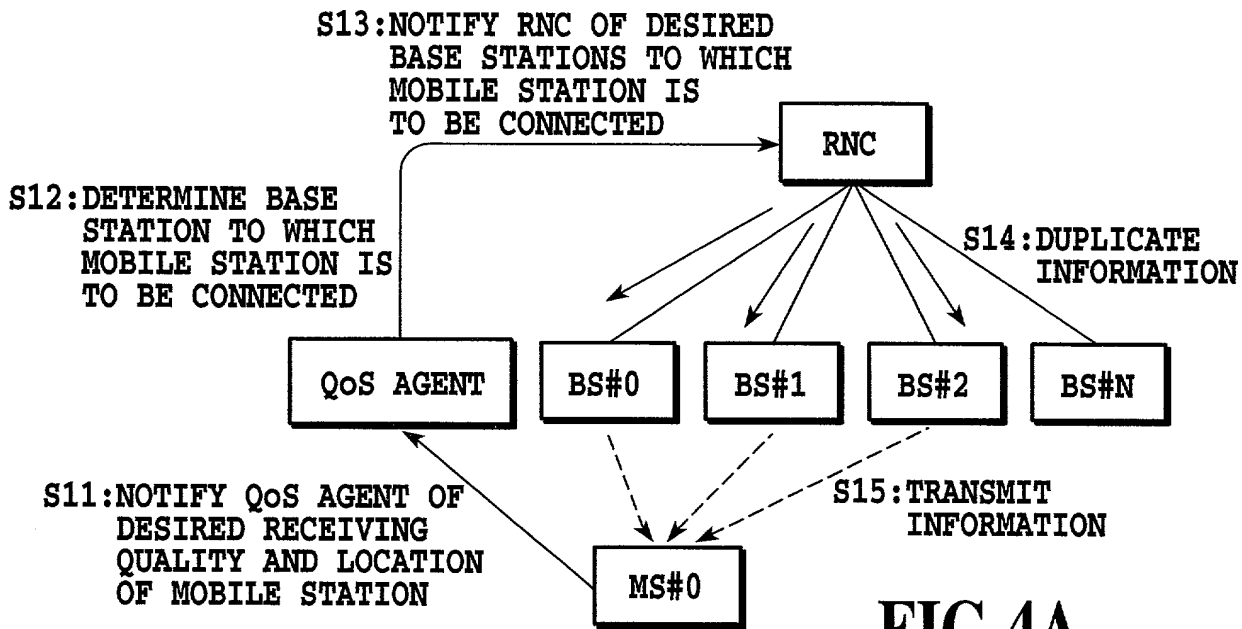 S13:NOTIFY RNC OF DESIRED
BASE STATIONS TO WHICH
MOBILE STATION IS
TO BE CONNECTED
RNC
S12:DETERMINE BASE
STATION TO WHICH
MOBILE STATION IS
TO BE CONNECTED
S14:DUPLICATE
INFORMATION
QoS AGENT
BS#0
BS#1
BS#2
BS#N
S11:NOTIFY QoS AGENT OF
DESIRED RECEIVING
QUALITY AND LOCATION
OF MOBILE STATION
S15:TRANSMIT
INFORMATION
MS#0
FIG.4A